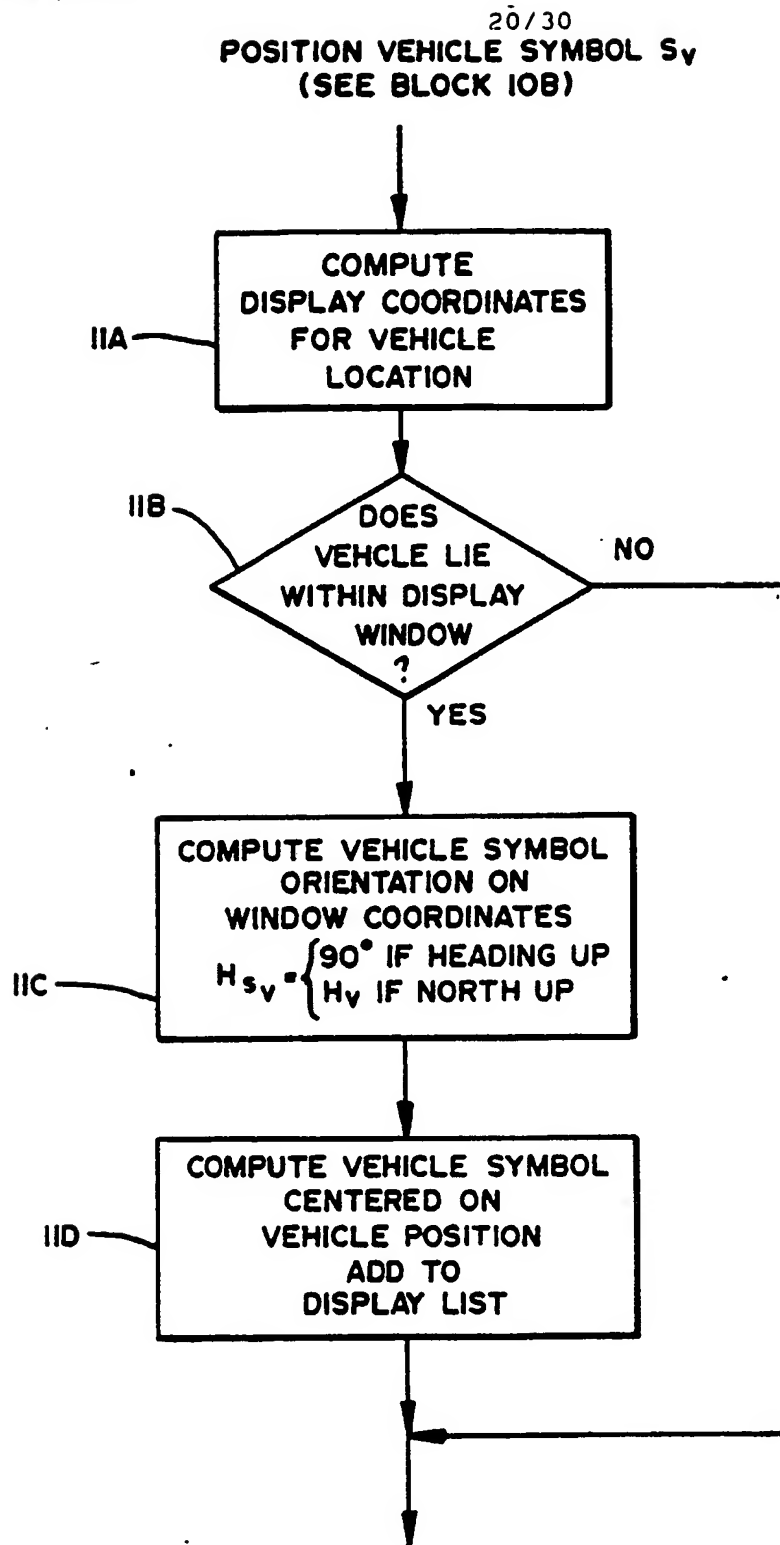 20/30
POSITION VEHICLE SYMBOL Sv
(SEE BLOCK 10B)
COMPUTE
DISPLAY COORDINATES
FOR VEHICLE
LOCATION
11A
11B
DOES
VEHCLE LIE
WITHIN DISPLAY
WINDOW
?
NO
YES
COMPUTE VEHICLE SYMBOL
ORIENTATION ON
WINDOW COORDINATES
HSv = { 90° IF HEADING UP
Hv IF NORTH UP
11C
COMPUTE VEHICLE SYMBOL
CENTERED ON
VEHICLE POSITION
ADD TO
DISPLAY LIST
11D